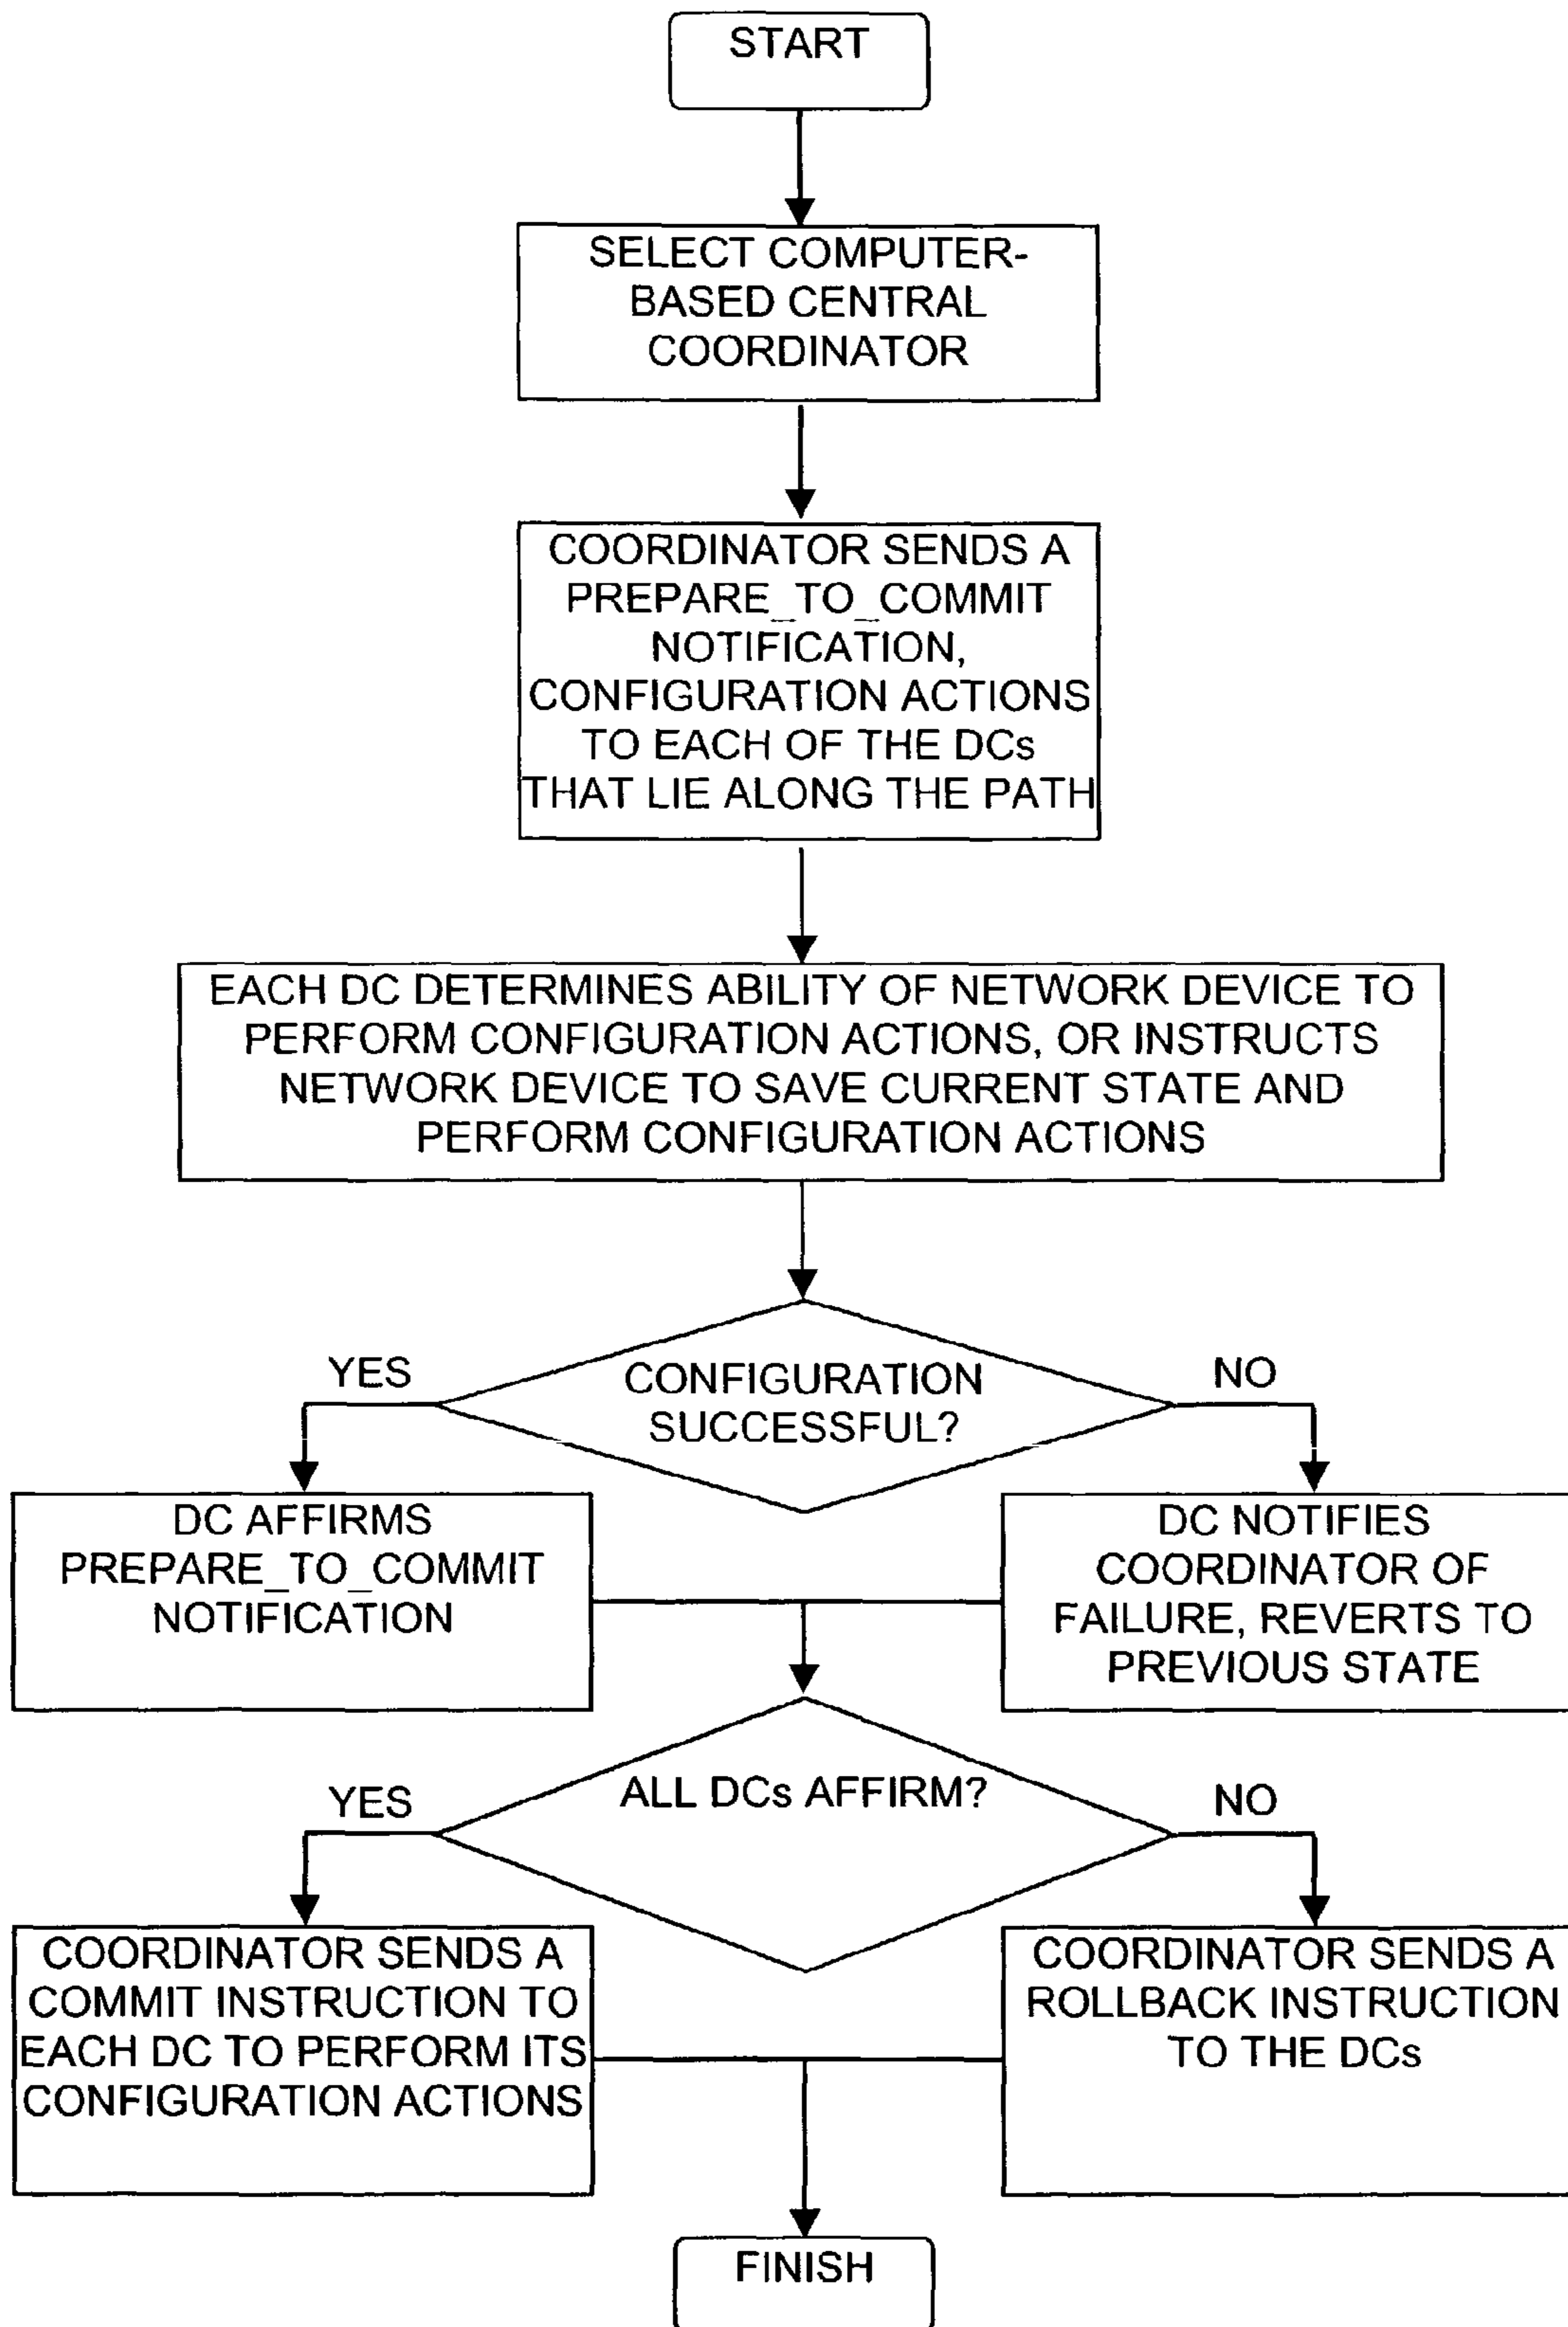 START
SELECT COMPUTER-
BASED CENTRAL
COORDINATOR
COORDINATOR SENDS A
PREPARE_TO_COMMIT
NOTIFICATION,
CONFIGURATION ACTIONS
TO EACH OF THE DCs
THAT LIE ALONG THE PATH
EACH DC DETERMINES ABILITY OF NETWORK DEVICE TO
PERFORM CONFIGURATION ACTIONS, OR INSTRUCTS
NETWORK DEVICE TO SAVE CURRENT STATE AND
PERFORM CONFIGURATION ACTIONS
CONFIGURATION
SUCCESSFUL?
YES
NO
DC AFFIRMS
PREPARE_TO_COMMIT
NOTIFICATION
DC NOTIFIES
COORDINATOR OF
FAILURE, REVERTS TO
PREVIOUS STATE
ALL DCs AFFIRM?
YES
NO
COORDINATOR SENDS A
COMMIT INSTRUCTION TO
EACH DC TO PERFORM ITS
CONFIGURATION ACTIONS
COORDINATOR SENDS A
ROLLBACK INSTRUCTION
TO THE DCs
FINISH